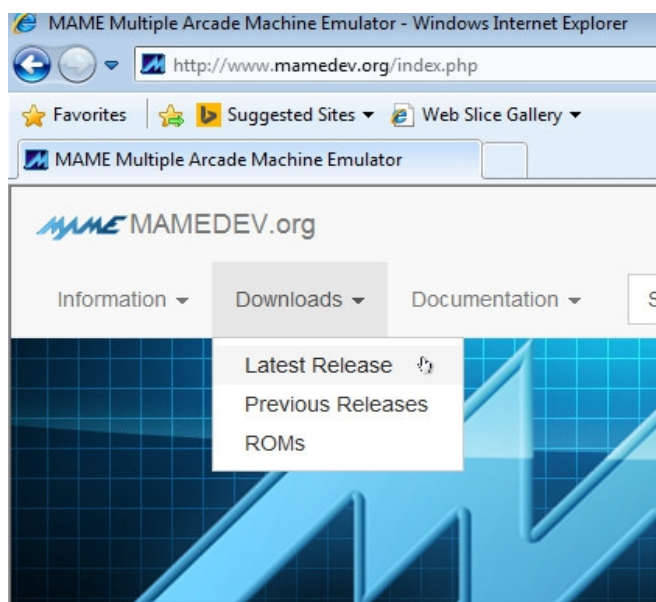 MAME Multiple Arcade Machine Emulator - Windows Internet Explorer
http://www.mamedev.org/index.php
Favorites Suggested Sites Web Slice Gallery
MAME Multiple Arcade Machine Emulator
MAME MAMEDEV.org
Information Downloads Documentation S
Latest Release
Previous Releases
ROMs